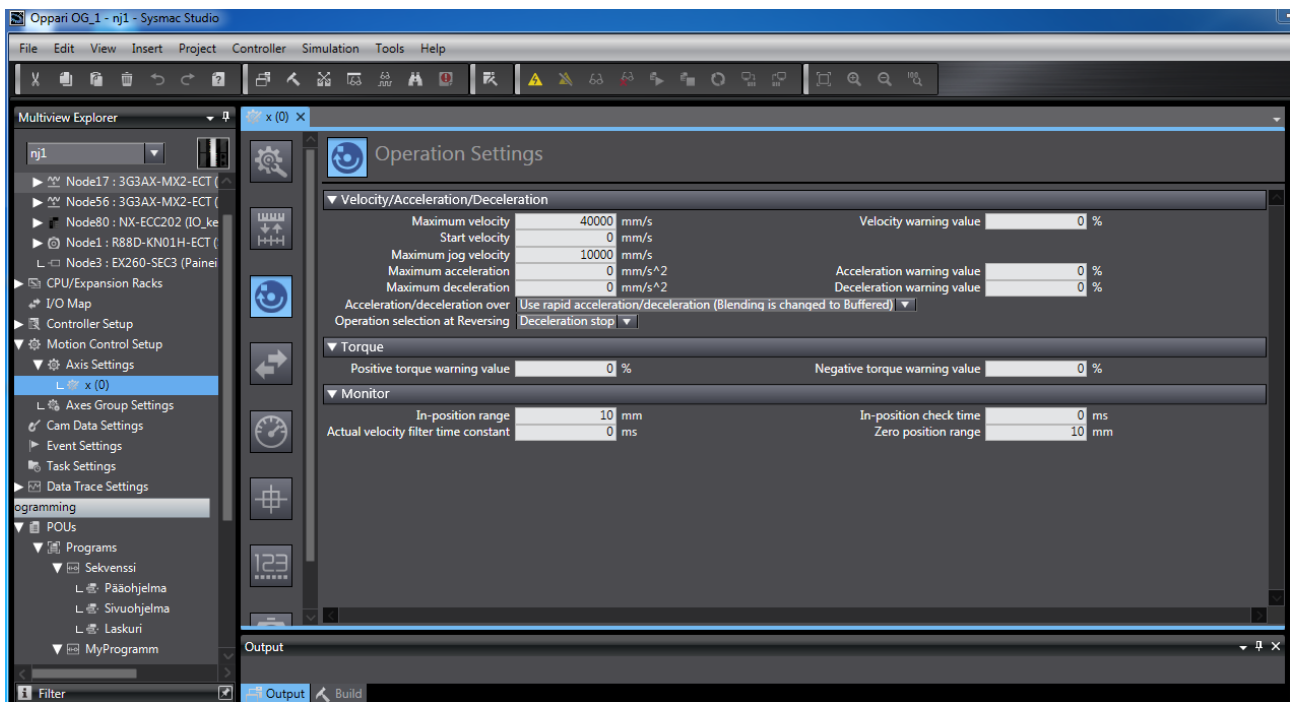 Oppari OG_1 - nj1 - Sysmac Studio
File Edit View Insert Project Controller Simulation Tools Help
Multiview Explorer
nj1
Node17 : 3G3AX-MX2-ECT (
Node56 : 3G3AX-MX2-ECT (
Node80 : NX-ECC202 (IO_ke
Node1 : R88D-KN01H-ECT (
Node3 : EX260-SEC3 (Painei
CPU/Expansion Racks
I/O Map
Controller Setup
Motion Control Setup
Axis Settings
x (0)
Axes Group Settings
Cam Data Settings
Event Settings
Task Settings
Data Trace Settings
ogramming
POUs
Programs
Sekvenssi
Pääohjelma
Sivuohjelma
Laskuri
MyProgramm
Filter
x (0)
123
Operation Settings
Velocity/Acceleration/Deceleration
Maximum velocity 40000 mm/s Velocity warning value 0 %
Start velocity 0 mm/s
Maximum jog velocity 10000 mm/s
Maximum acceleration 0 mm/s^2 Acceleration warning value 0 %
Maximum deceleration 0 mm/s^2 Deceleration warning value 0 %
Acceleration/deceleration over Use rapid acceleration/deceleration (Blending is changed to Buffered)
Operation selection at Reversing Deceleration stop
Torque
Positive torque warning value 0 % Negative torque warning value 0 %
Monitor
In-position range 10 mm In-position check time 0 ms
Actual velocity filter time constant 0 ms Zero position range 10 mm
Output
Output Build